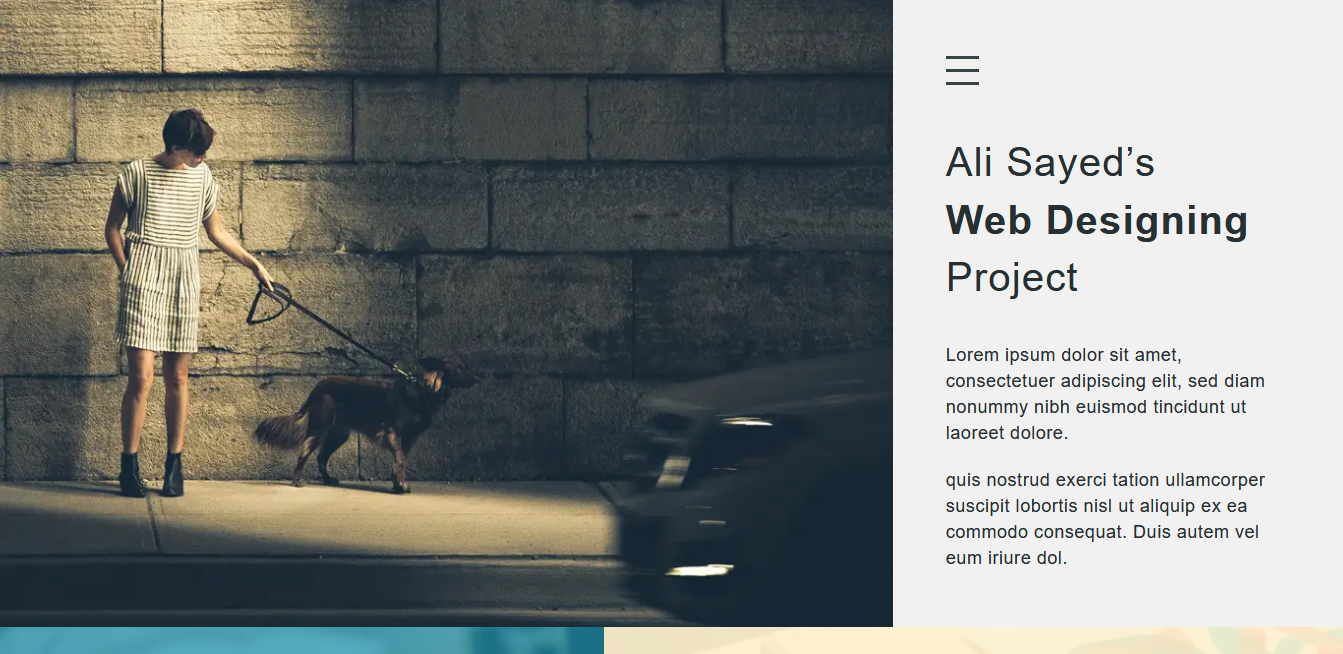 Ali Sayed’s
Web Designing
Project
Lorem ipsum dolor sit amet,
consectetuer adipiscing elit, sed diam
nonummy nibh euismod tincidunt ut
laoreet dolore.
quis nostrud exerci tation ullamcorper
suscipit lobortis nisl ut aliquip ex ea
commodo consequat. Duis autem vel
eum iriure dol.